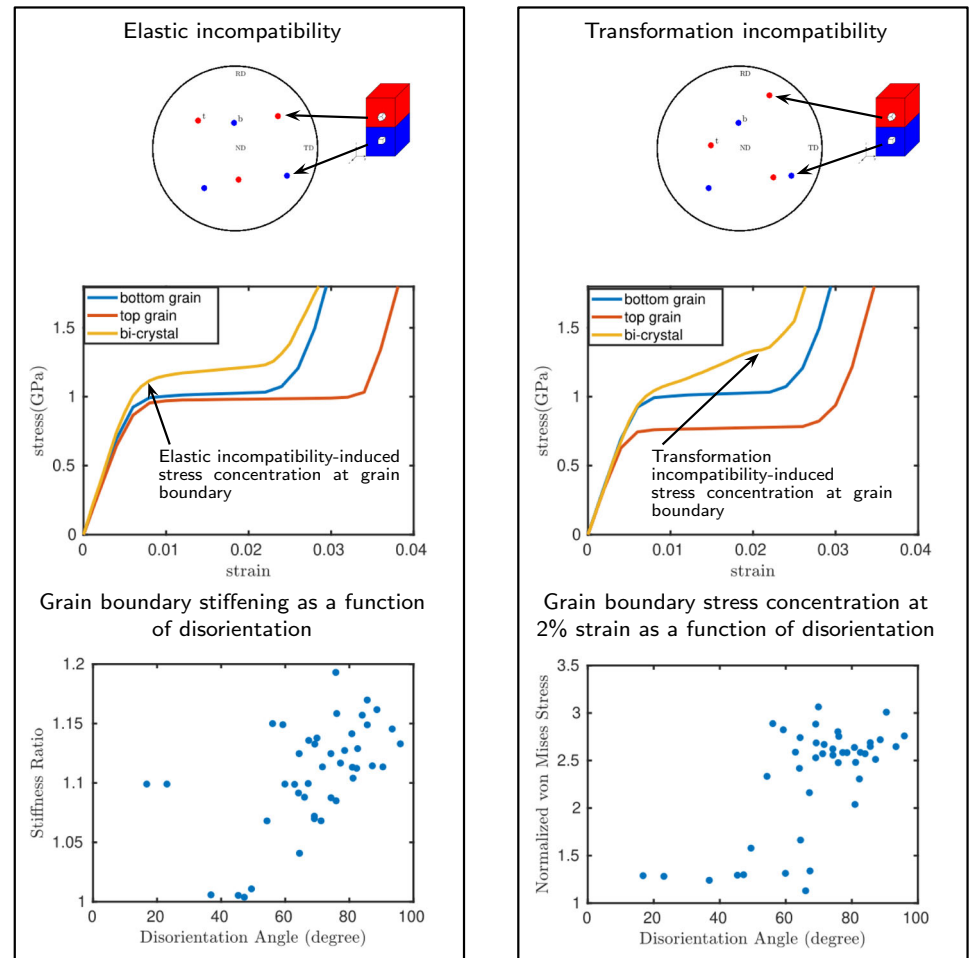 Elastic incompatibility
RD
t
b
ND
TD
bottom grain
top grain
bi-crystal
stress(GPa)
1.5
1
0.5
0
Elastic incompatibility-induced
stress concentration at grain
boundary
0
0.01
0.02
0.03
0.04
strain
Grain boundary stiffening as a function
of disorientation
Stiffness Ratio
1.2
1.15
1.1
1.05
1
0
20
40
60
80
100
Disorientation Angle (degree)
Transformation incompatibility
RD
b
t
ND
TD
bottom grain
top grain
bi-crystal
stress(GPa)
1.5
1
0.5
0
Transformation
incompatibility-induced
stress concentration at grain
boundary
0
0.01
0.02
0.03
0.04
strain
Grain boundary stress concentration at
2% strain as a function of disorientation
Normalized von Mises Stress
3.5
3
2.5
2
1.5
1
0
20
40
60
80
100
Disorientation Angle (degree)